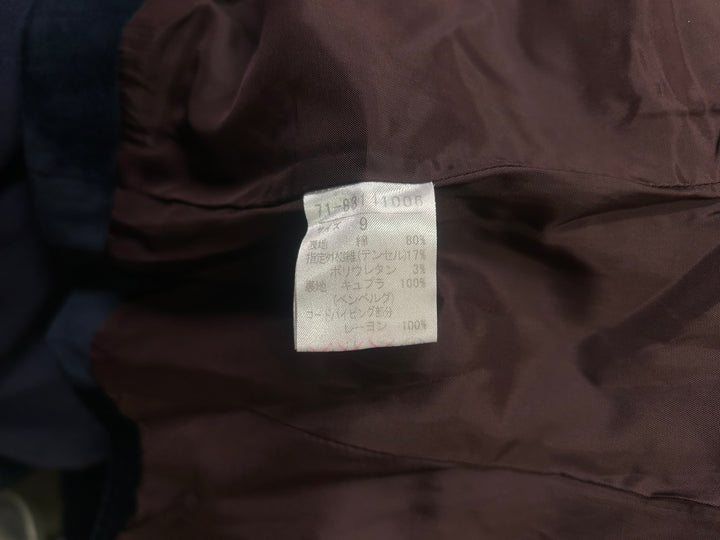 サイズ 9
表地 綿 80%
指定外繊維(テンセル)17%
ポリウレタン 3%
裏地 キュプラ 100%
(ベンベルグ)
コードパイピング部分
レーヨン 100%